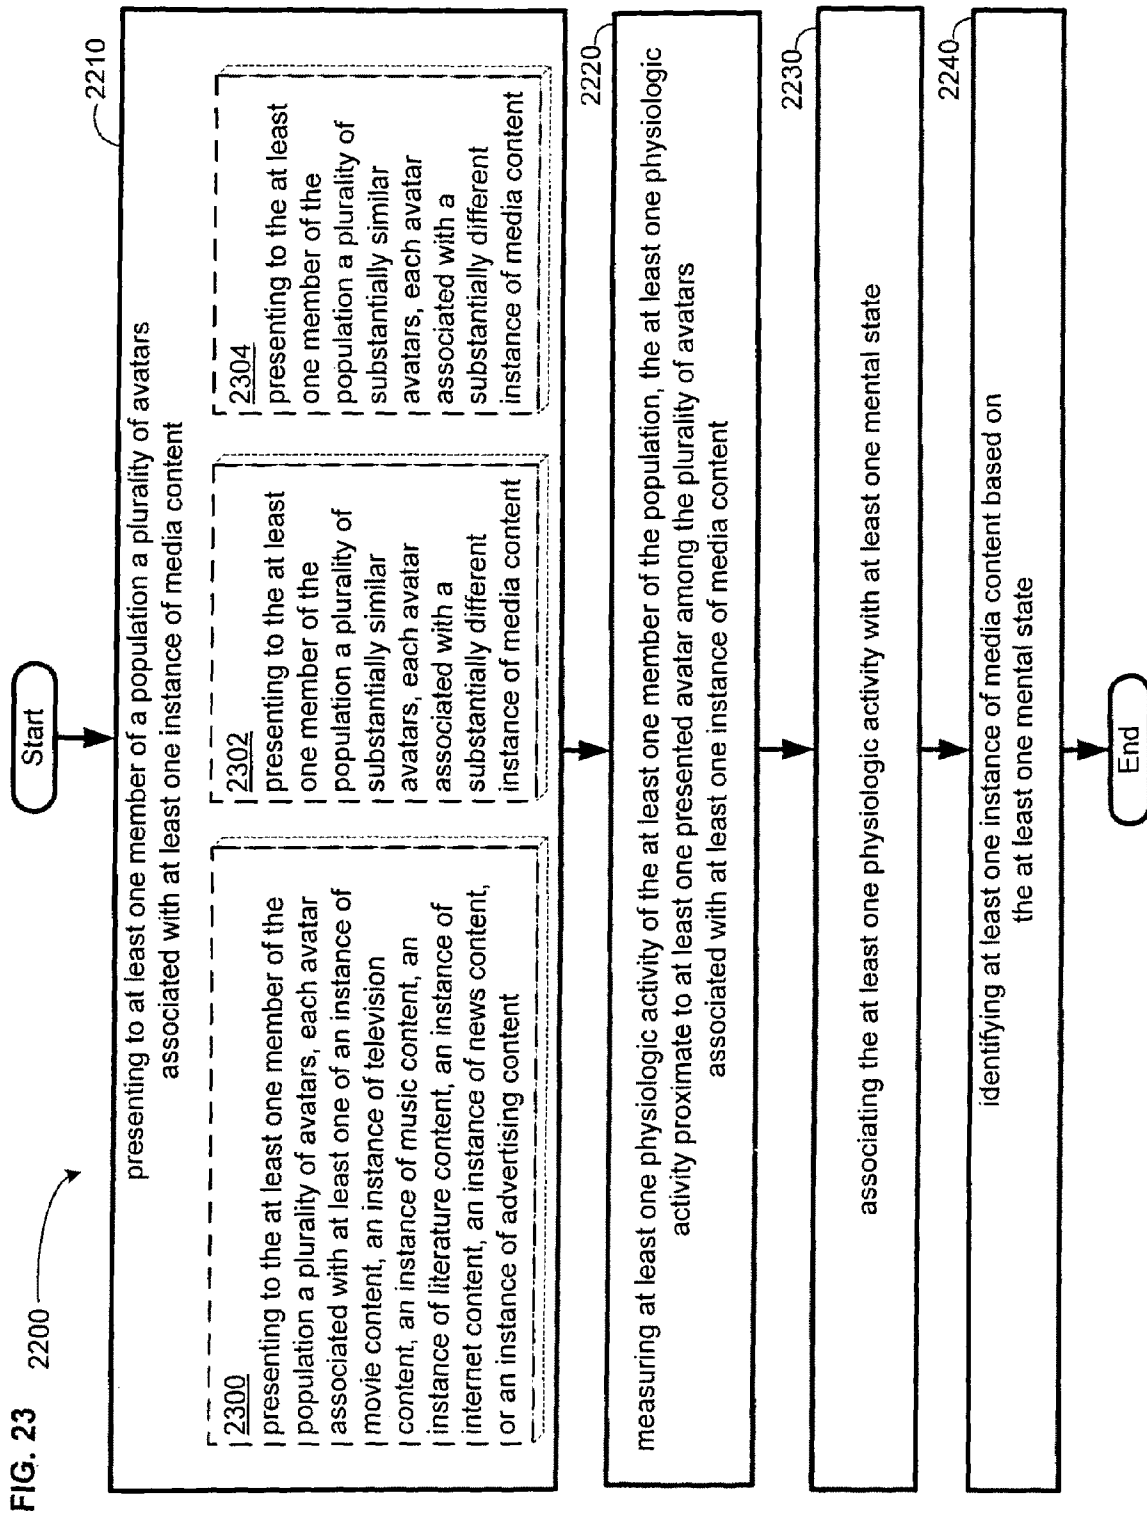 FIG. 23
2200
Start
2210
presenting to at least one member of a population a plurality of avatars
associated with at least one instance of media content
2300
presenting to the at least one member of the
population a plurality of avatars, each avatar
associated with at least one of an instance of
movie content, an instance of television
content, an instance of music content, an
instance of literature content, an instance of
internet content, an instance of news content,
or an instance of advertising content
2302
presenting to the at least
one member of the
population a plurality of
substantially similar
avatars, each avatar
associated with a
substantially different
instance of media content
2304
presenting to the at least
one member of the
population a plurality of
substantially similar
avatars, each avatar
associated with a
substantially different
instance of media content
2220
measuring at least one physiologic activity of the at least one member of the population, the at least one physiologic
activity proximate to at least one presented avatar among the plurality of avatars
associated with at least one instance of media content
2230
associating the at least one physiologic activity with at least one mental state
2240
identifying at least one instance of media content based on
the at least one mental state
End